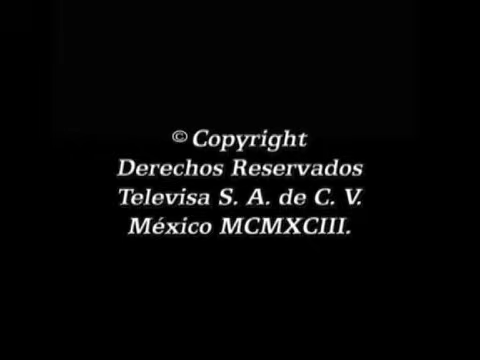 © Copyright
Derechos Reservados
Televisa S. A. de C. V.
México MCMXCIII.